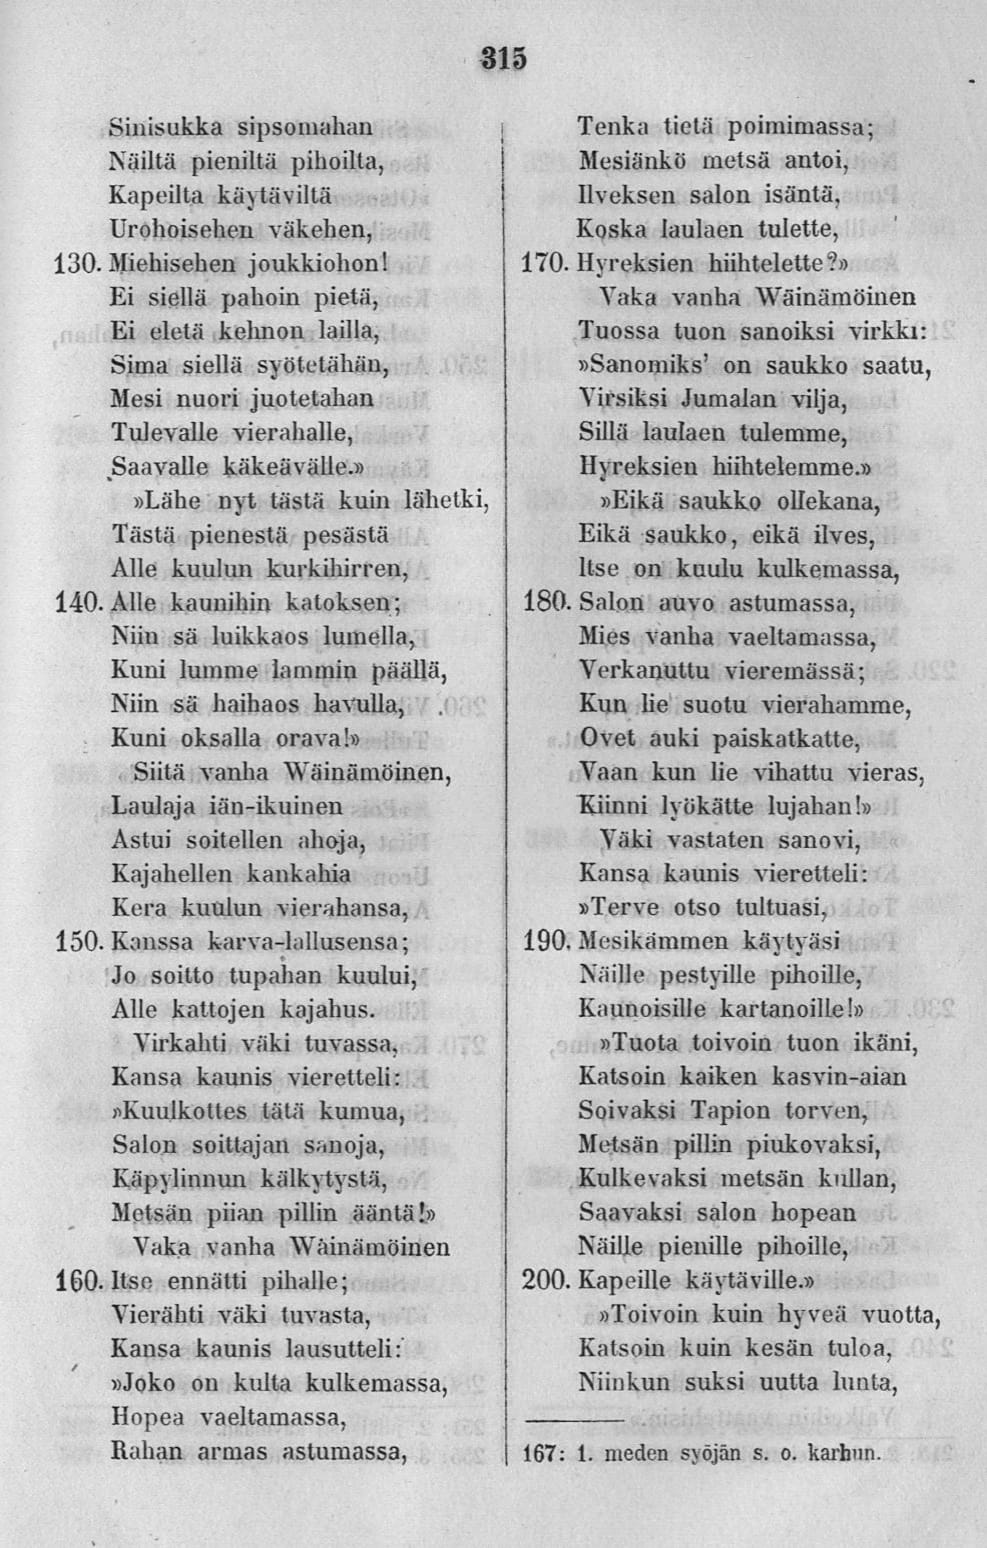 315
Sinisukka sipsomahan
Näiltä pieniltä pihoilta,
Kapeilta käytäviltä
Urohoisehen väkehen,
130. Miehisehen joukkiohon!
Ei siellä pahoin pietä,
Ei eletä kehnon lailla,
Sima siellä syötetähän,
Mesi nuori juotetahan
Tulevalle vierahalle,
Saavalle käkeävälle.»
»Lähe nyt tästä kuin lähetki,
Tästä pienestä pesästä
Alle kuulun kurkihirren,
140. Alle kaunihin katoksen;
Niin sä luikkaos lumella,
Kuni lumme lammin päällä,
Niin sä haihaos havulla,
Kuni oksalla orava!»
Siitä vanha Wäinämöinen,
Laulaja iän-ikuinen
Astui soitellen ahoja,
Kajahellen kankahia
Kera kuulun vierahansa,
150. Kanssa karva-lallusensa;
Jo soitto tupahan kuului,
Alle kattojen kajahus.
Virkahti väki tuvassa,
Kansa kaunis vieretteli:
»Kuulkottes tätä kumua,
Salon soittajan sanoja,
Käpylinnun kälkytystä,
Metsän piian pillin ääntä!»
Vaka vanha Wäinämöinen
160. Itse ennätti pihalle;
Vierähti väki tuvasta,
Kansa kaunis lausutteli:
»Joko on kulta kulkemassa,
Hopea vaeltamassa,
Rahan armas astumassa,
Tenka tietä poimimassa;
Mesiänkö metsä antoi,
Ilveksen salon isäntä,
Koska laulaen tulette,
170. Hyreksien hiihtelette?»
Vaka vanha Wäinämöinen
Tuossa tuon sanoiksi virkki:
»Sanomiks' on saukko saatu,
Virsiksi Jumalan vilja,
Sillä laulaen tulemme,
Hyreksien hiihtelemme.»
»Eikä saukko ollekana,
Eikä saukko, eikä ilves,
Itse on kuulu kulkemassa,
180. Salon auvo astumassa,
Mies vanha vaeltamassa,
Verkanuttu vieremässä;
Kun lie suotu vierahamme,
Ovet auki paiskatkatte,
Vaan kun lie vihattu vieras,
Kiinni lyökätte lujahan!»
Väki vastaten sanovi,
Kansa kaunis vieretteli:
»Terve otso tultuasi,
190. Mesikämmen käytyäsi
Näille pestyille pihoille,
Kaunoisille kartanoille!»
»Tuota toivoin tuon ikäni,
Katsoin kaiken kasvin-aian
Soivaksi Tapion torven,
Metsän pillin piukovaksi,
Kulkevaksi metsän kullan,
Saavaksi salon hopean
Näille pienille pihoille,
200. Kapeille käytäville.»
»Toivoin kuin hyveä vuotta,
Katsoin kuin kesän tuloa,
Niinkun suksi uutta lunta,
167: 1. meden syöjän s. o. karhun.